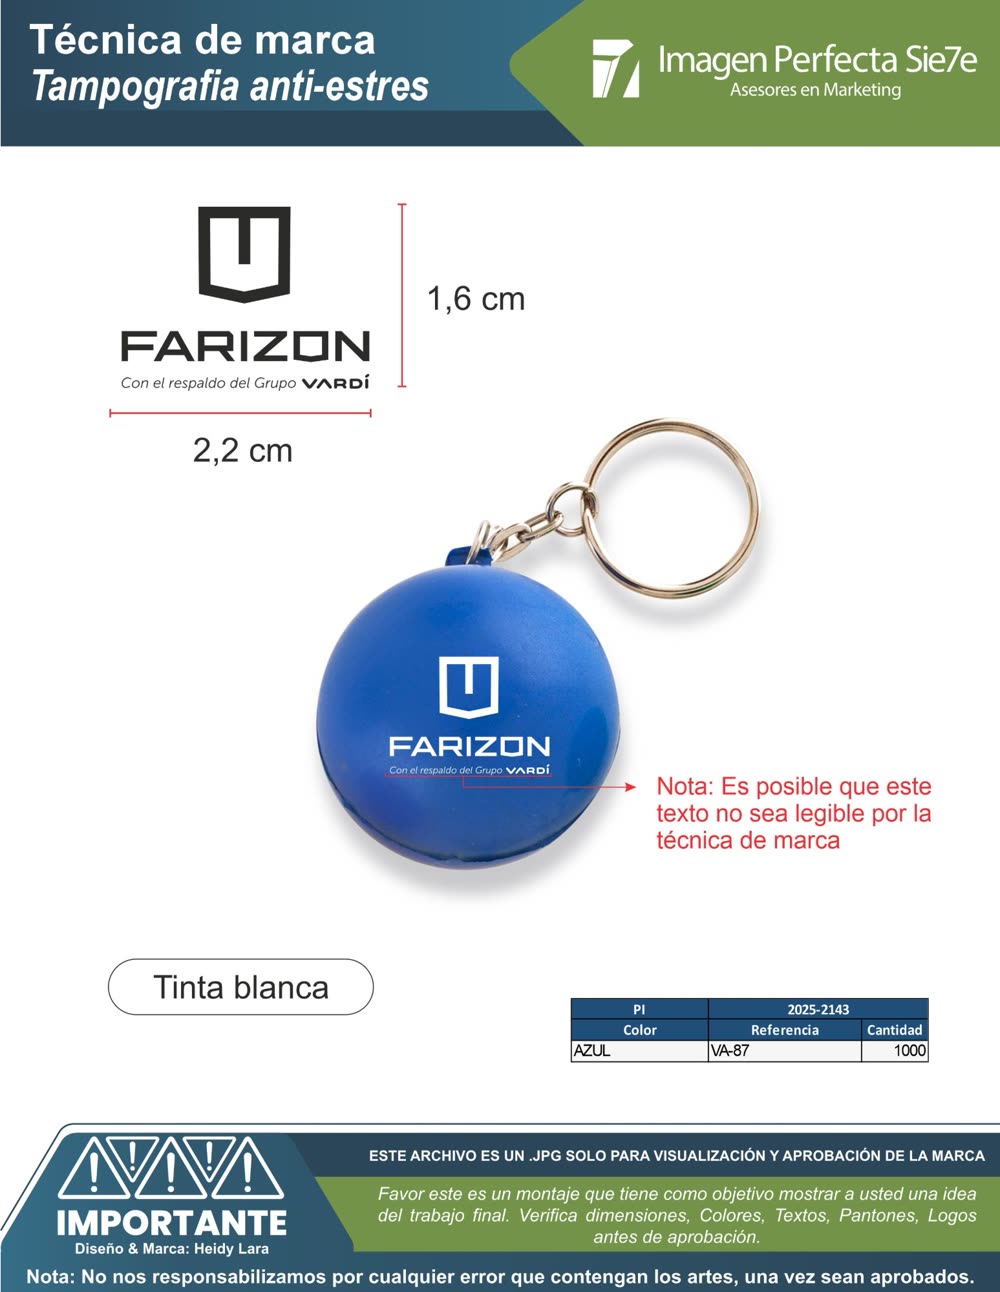 Técnica de marca
Tampografia anti-estres
Imagen Perfecta Sie7e
Asesores en Marketing
FARIZON
Con el respaldo del Grupo VARDÍ
1,6 cm
2,2 cm
FARIZON
Con el respaldo del Grupo VARDÍ
Nota: Es posible que este
texto no sea legible por la
técnica de marca
Tinta blanca
PI 2025-2143
Color Referencia Cantidad
AZUL VA-87 1000
ESTE ARCHIVO ES UN .JPG SOLO PARA VISUALIZACIÓN Y APROBACIÓN DE LA MARCA
Favor este es un montaje que tiene como objetivo mostrar a usted una idea
del trabajo final. Verifica dimensiones, Colores, Textos, Pantones, Logos
antes de aprobación.
IMPORTANTE
Diseño & Marca: Heidy Lara
Nota: No nos responsabilizamos por cualquier error que contengan los artes, una vez sean aprobados.